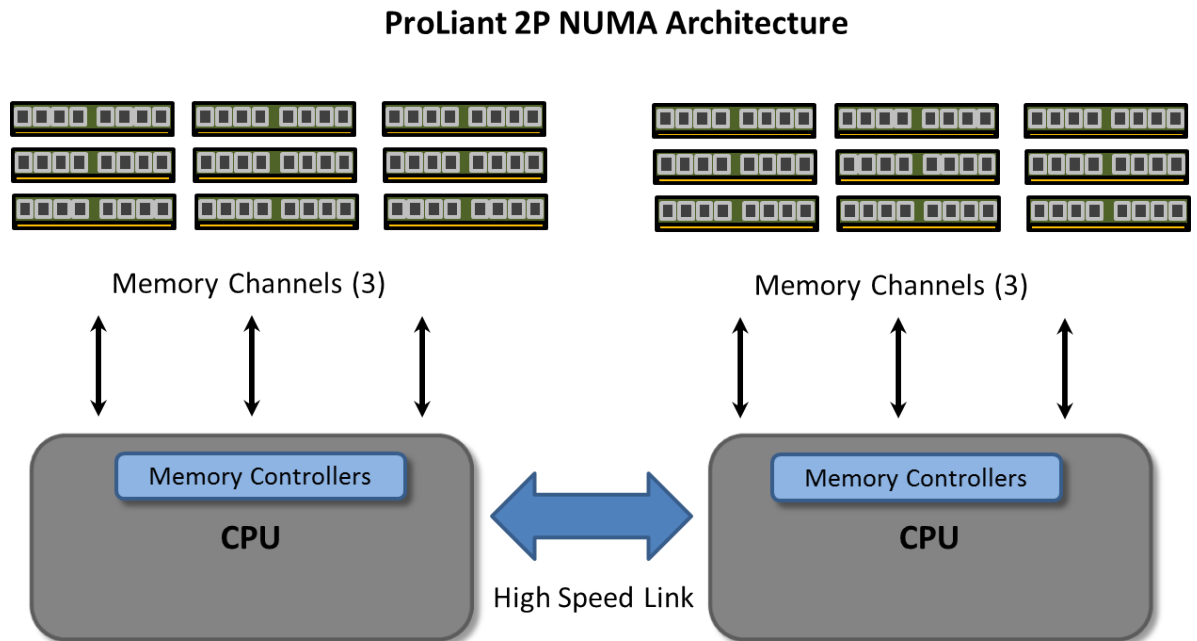 ProLiant 2P NUMA Architecture
Memory Channels (3)
Memory Channels (3)
Memory Controllers
CPU
Memory Controllers
CPU
High Speed Link